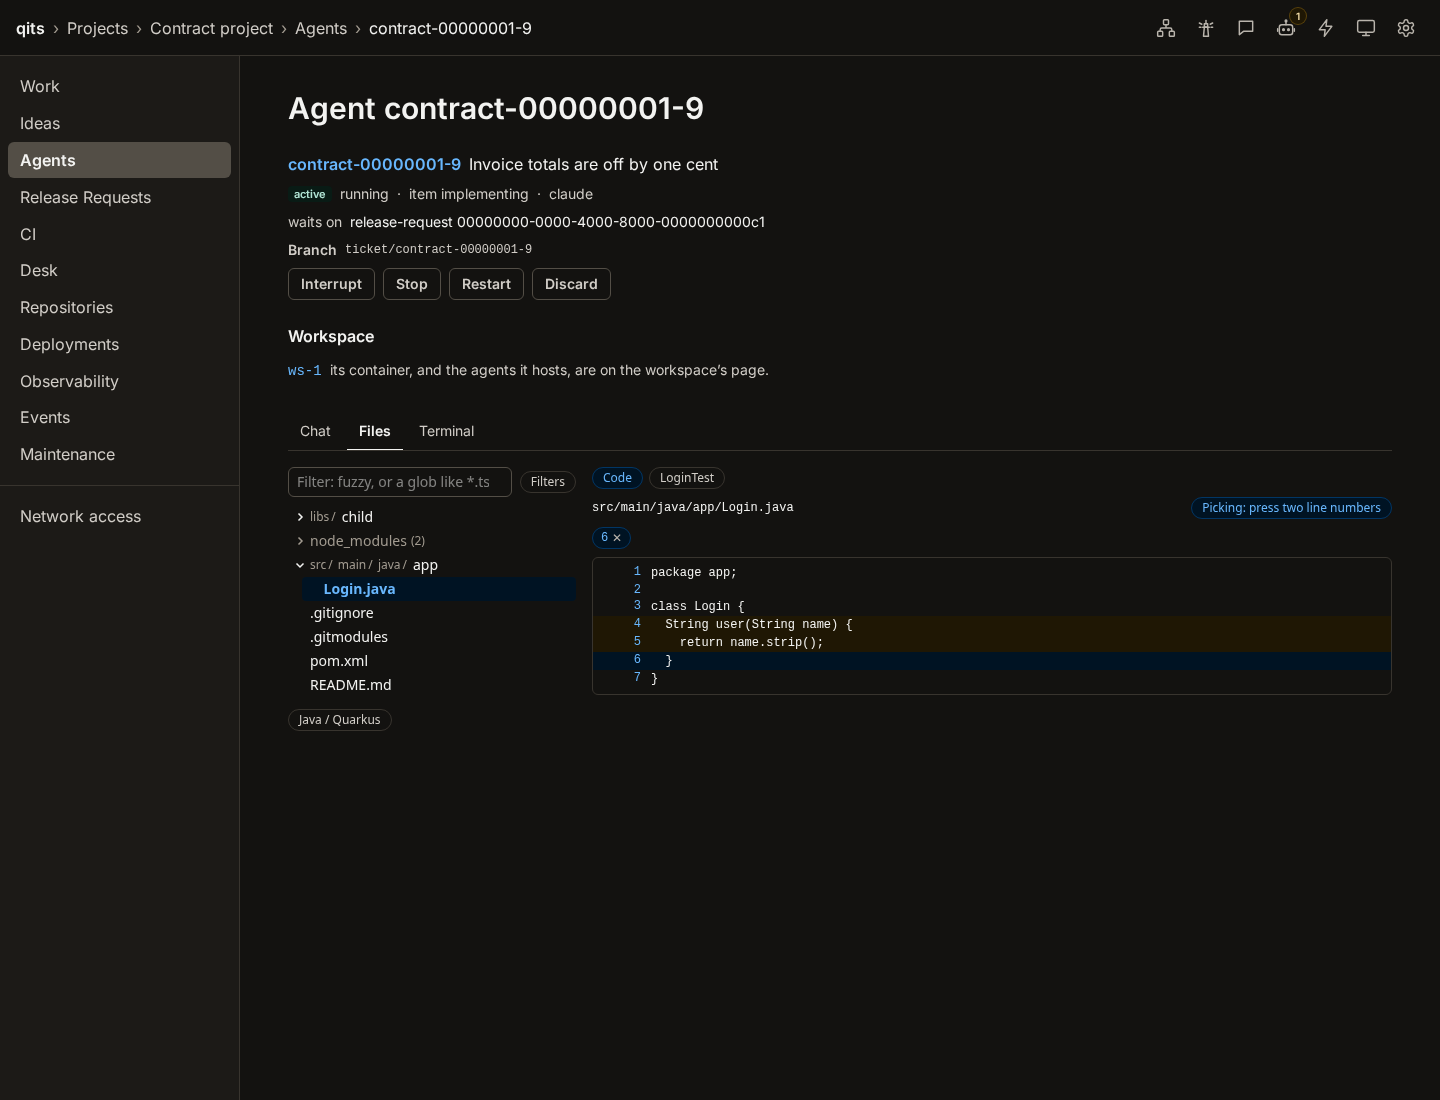 qits › Projects › Contract project › Agents › contract-00000001-9
1
Work
Ideas
Agents
Release Requests
CI
Desk
Repositories
Deployments
Observability
Events
Maintenance
Network access
Agent contract-00000001-9
contract-00000001-9 Invoice totals are off by one cent
active running · item implementing · claude
waits on release-request 00000000-0000-4000-8000-0000000000c1
Branch ticket/contract-00000001-9
Interrupt Stop Restart Discard
Workspace
ws-1 its container, and the agents it hosts, are on the workspace’s page.
Chat Files Terminal
Filter: fuzzy, or a glob like *.ts Filters
libs/ child
node_modules (2)
src/ main/ java/ app
Login.java
.gitignore
.gitmodules
pom.xml
README.md
Java / Quarkus
Code LoginTest
src/main/java/app/Login.java Picking: press two line numbers
6 ×
1 package app;
2
3 class Login {
4 String user(String name) {
5 return name.strip();
6 }
7 }